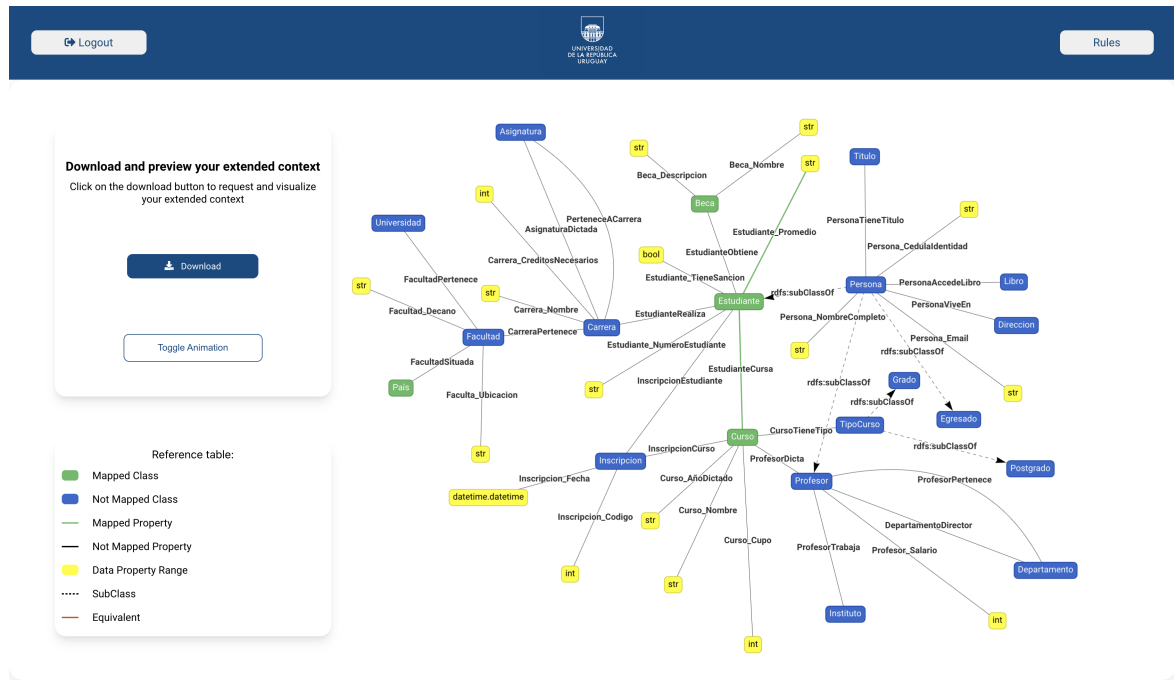 Logout
UNIVERSIDAD
DE LA REPÚBLICA
URUGUAY
Rules
Download and preview your extended context
Click on the download button to request and visualize
your extended context
Download
Toggle Animation
Reference table:
Mapped Class
Not Mapped Class
Mapped Property
Not Mapped Property
Data Property Range
SubClass
Equivalent
Asignatura
str
str
Beca_Nombre
Titulo
str
Beca_Descripcion
int
Beca
PersonaTieneTitulo
str
Universidad
PerteneceACarrera
AsignaturaDictada
Estudiante_Promedio
Persona_CedulaIdentidad
Carrera_CreditosNecesarios
bool
EstudianteObtiene
FacultadPertenece
Estudiante_TieneSancion
str
str
rdfs:subClassOf
Persona
PersonaAccedeLibro
Libro
Estudiante
Facultad_Decano
Carrera_Nombre
EstudianteRealiza
PersonaViveEn
Persona_NombreCompleto
Direccion
Facultad
CarreraPertenece
Carrera
Estudiante_NumeroEstudiante
Persona_Email
str
rdfs:subClassOf
FacultadSituada
EstudianteCursa
InscripcionEstudiante
rdfs:subClassOf
Grado
Pais
Faculta_Ubicacion
str
rdfs:subClassOf
str
Egresado
Curso
CursoTieneTipo
TipoCurso
rdfs:subClassOf
str
InscripcionCurso
ProfesorDicta
Inscripcion
Postgrado
Inscripcion_Fecha
Curso_AñoDictado
Profesor
ProfesorPertenece
datetime.datetime
Curso_Nombre
Inscripcion_Codigo
str
DepartamentoDirector
Curso_Cupo
ProfesorTrabaja
Profesor_Salario
int
str
Departamento
Instituto
int
int